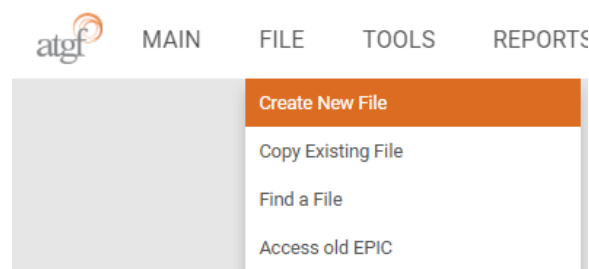 atgf MAIN FILE TOOLS REPORTS
Create New File
Copy Existing File
Find a File
Access old EPIC